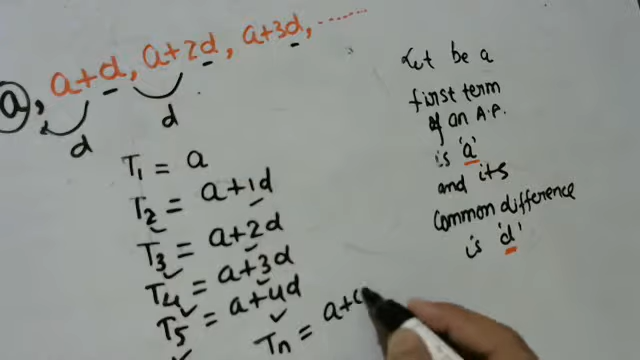 a, a+d, a+2d, a+3d, ......
d
d
T1 = a
T2 = a+1d
T3 = a+2d
T4 = a+3d
T5 = a+4d
Tn = a+(
Let be a
first term
of an A.P.
is 'a'
and its
common difference
is 'd'